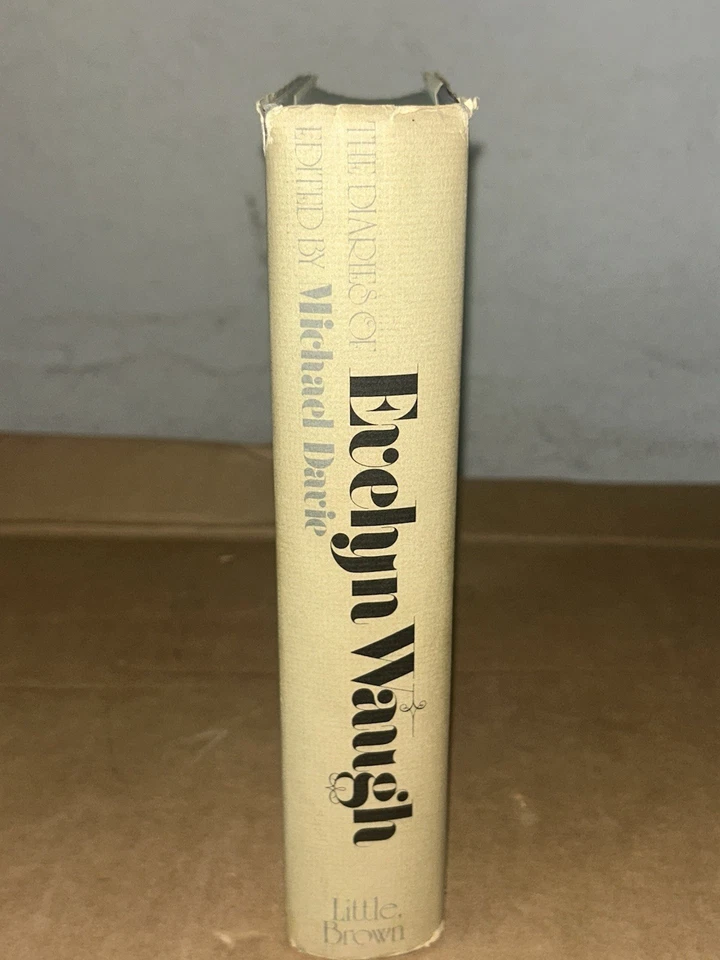 THE DIARIES OF
Evelyn Waugh
EDITED BY Michael Davie
Little,
Brown